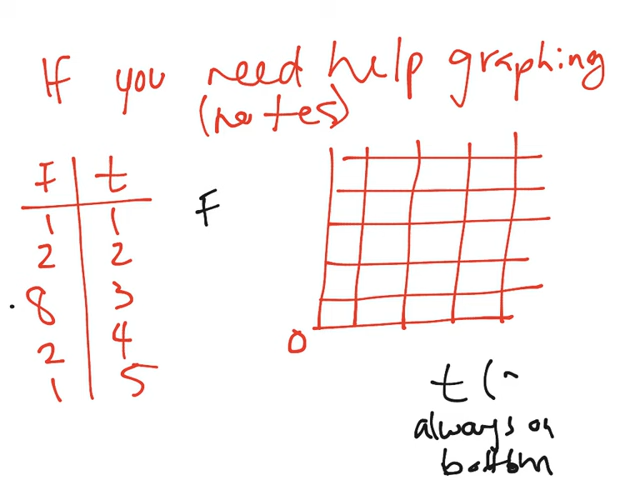 If you need help graphing
(notes)
F t
1 1
2 2
8 3
2 4
1 5
F
0
t (
always on
bottom